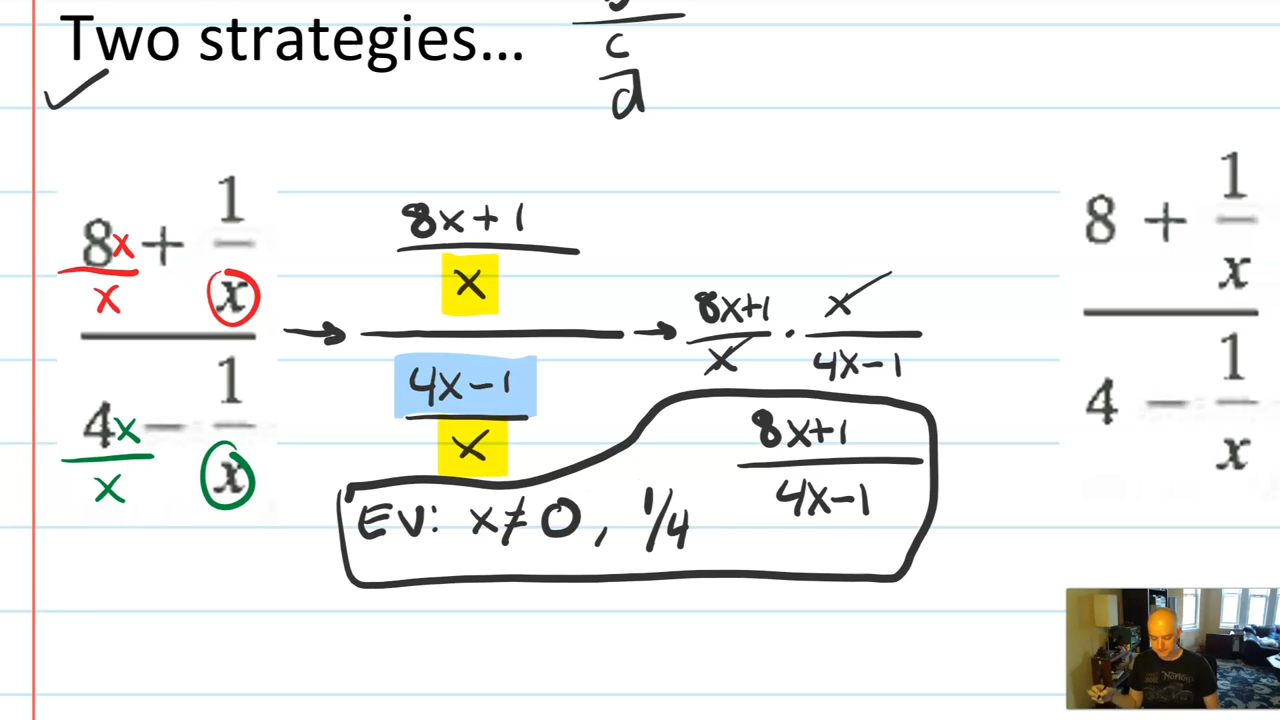 Two strategies...
c
d
8x/x + 1/x
4x/x − 1/x
→
8x+1
x
4x−1
x
→ 8x+1/x · x/4x−1
8x+1
4x−1
EV: x≠0, 1/4
8 + 1/x
4 − 1/x
Norton